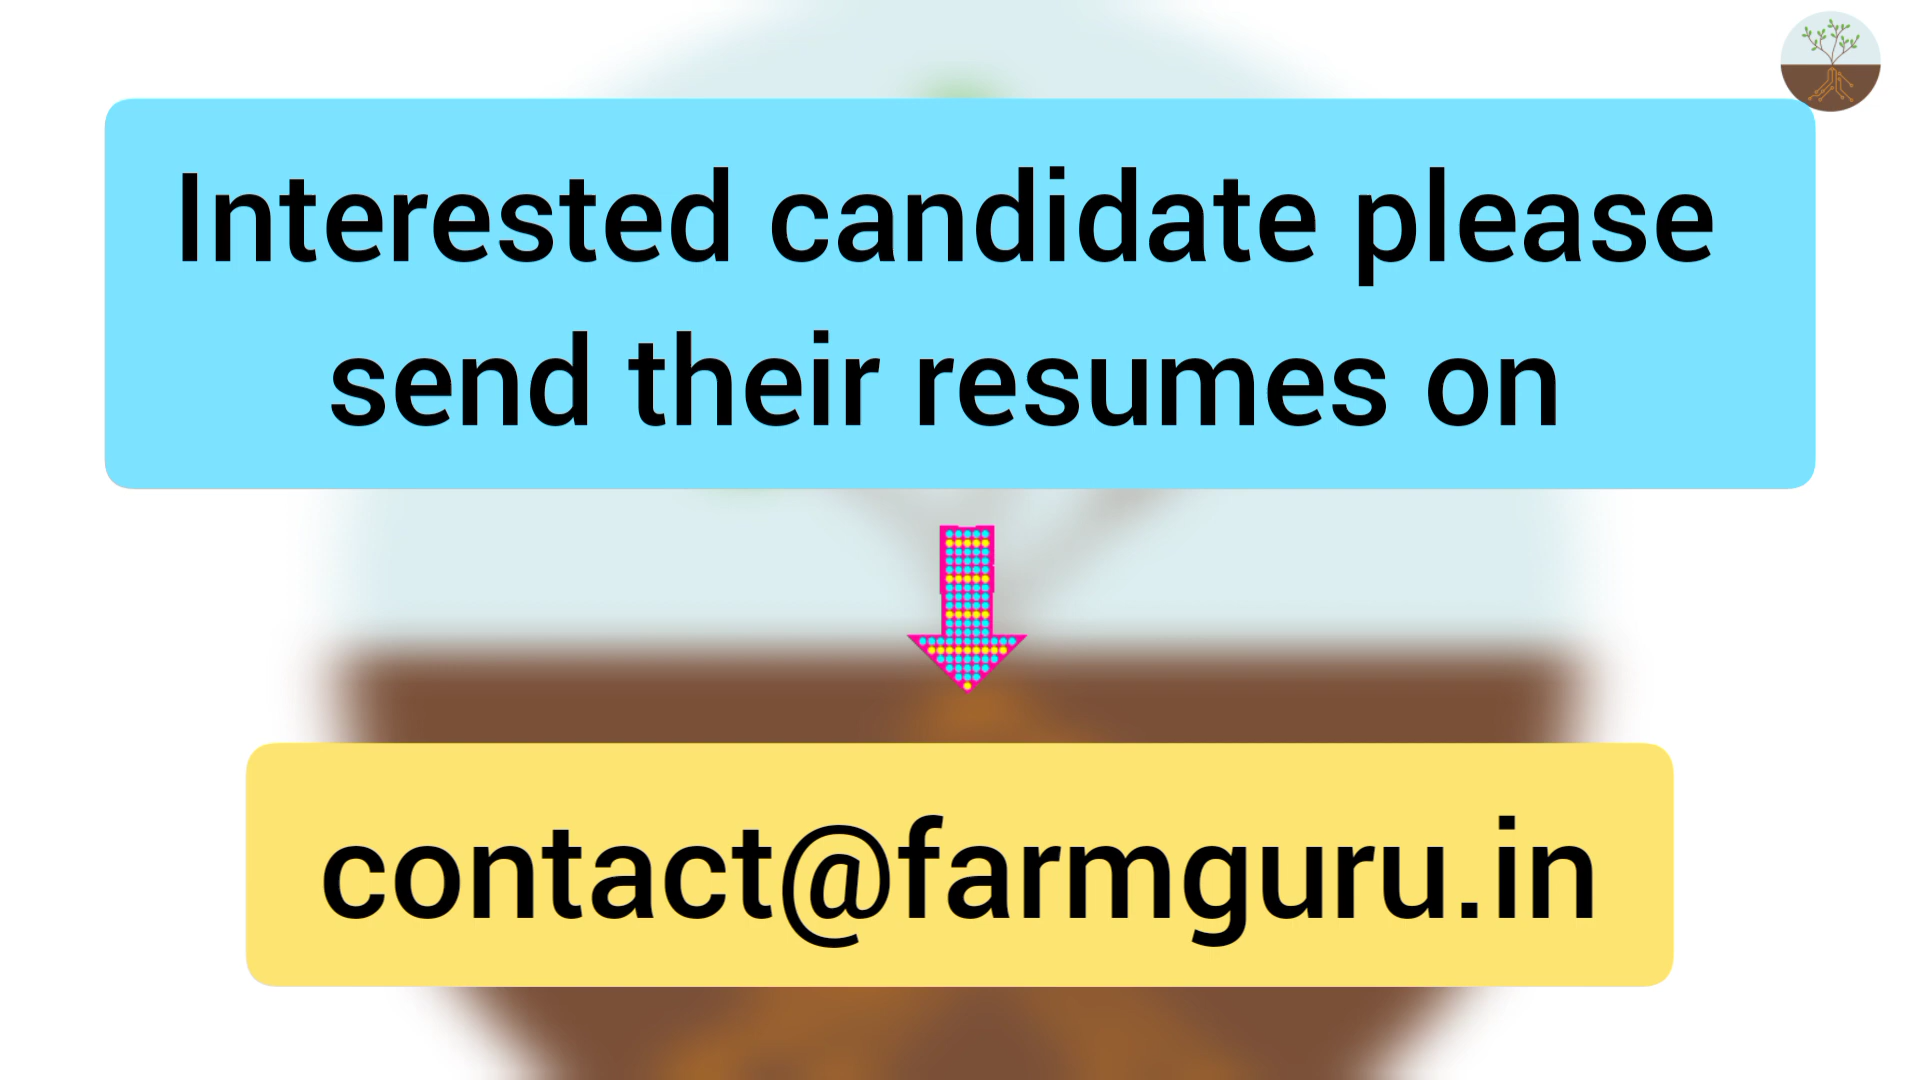 Interested candidate please
send their resumes on
contact@farmguru.in